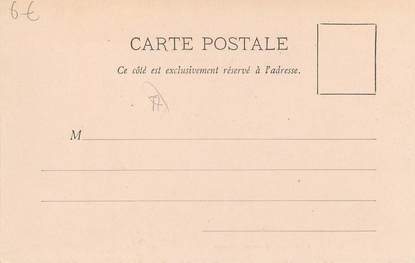 6€
CARTE POSTALE
Ce côté est exclusivement réservé à l'adresse.
M